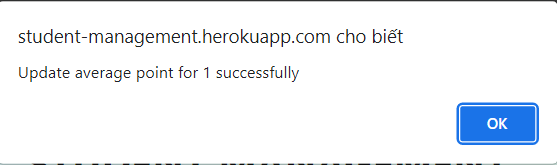 student-management.herokuapp.com cho biết
Update average point for 1 successfully
OK